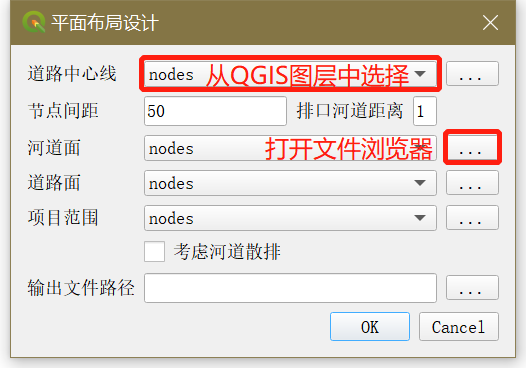 平面布局设计
道路中心线 nodes 从QGIS图层中选择 ...
节点间距 50 排口河道距离 1
河道面 nodes 打开文件浏览器 ...
道路面 nodes ...
项目范围 nodes ...
考虑河道散排
输出文件路径 ...
OK Cancel